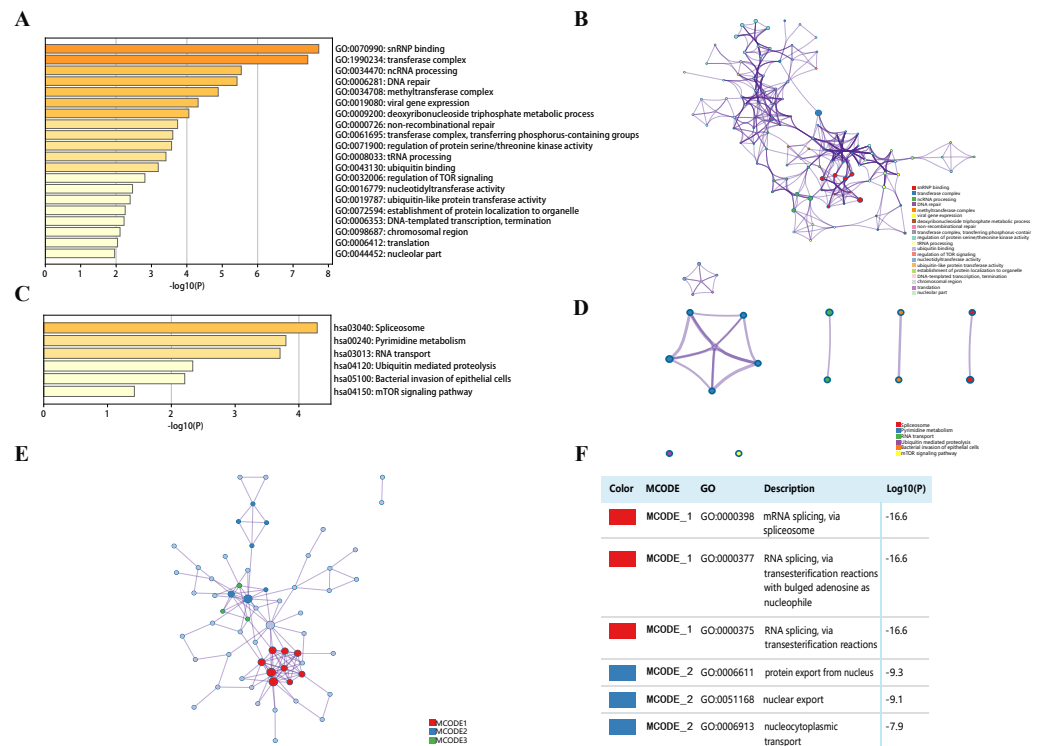 A
GO:0070990: snRNP binding
GO:1990234: transferase complex
GO:0034470: ncRNA processing
GO:0006281: DNA repair
GO:0034708: methyltransferase complex
GO:0019080: viral gene expression
GO:0009200: deoxyribonucleoside triphosphate metabolic process
GO:0000726: non-recombinational repair
GO:0061695: transferase complex, transferring phosphorus-containing groups
GO:0071900: regulation of protein serine/threonine kinase activity
GO:0008033: tRNA processing
GO:0043130: ubiquitin binding
GO:0032006: regulation of TOR signaling
GO:0016779: nucleotidyltransferase activity
GO:0019787: ubiquitin-like protein transferase activity
GO:0072594: establishment of protein localization to organelle
GO:0006353: DNA-templated transcription, termination
GO:0098687: chromosomal region
GO:0006412: translation
GO:0044452: nucleolar part
0 1 2 3 4 5 6 7 8
-log10(P)
B
snRNP binding
transferase complex
ncRNA processing
DNA repair
methyltransferase complex
viral gene expression
deoxyribonucleoside triphosphate metabolic process
non-recombinational repair
transferase complex, transferring phosphorus-contair
regulation of protein serine/threonine kinase activity
tRNA processing
ubiquitin binding
regulation of TOR signaling
nucleotidyltransferase activity
ubiquitin-like protein transferase activity
establishment of protein localization to organelle
DNA-templated transcription, termination
chromosomal region
translation
nucleolar part
C
hsa03040: Spliceosome
hsa00240: Pyrimidine metabolism
hsa03013: RNA transport
hsa04120: Ubiquitin mediated proteolysis
hsa05100: Bacterial invasion of epithelial cells
hsa04150: mTOR signaling pathway
0 1 2 3 4
-log10(P)
D
Spliceosome
Pyrimidine metabolism
RNA transport
Ubiquitin mediated proteolysis
Bacterial invasion of epithelial cells
mTOR signaling pathway
E
MCODE1
MCODE2
MCODE3
F
Color MCODE GO Description Log10(P)
MCODE_1 GO:0000398 mRNA splicing, via -16.6
spliceosome
MCODE_1 GO:0000377 RNA splicing, via -16.6
transesterification reactions
with bulged adenosine as
nucleophile
MCODE_1 GO:0000375 RNA splicing, via -16.6
transesterification reactions
MCODE_2 GO:0006611 protein export from nucleus -9.3
MCODE_2 GO:0051168 nuclear export -9.1
MCODE_2 GO:0006913 nucleocytoplasmic -7.9
transport